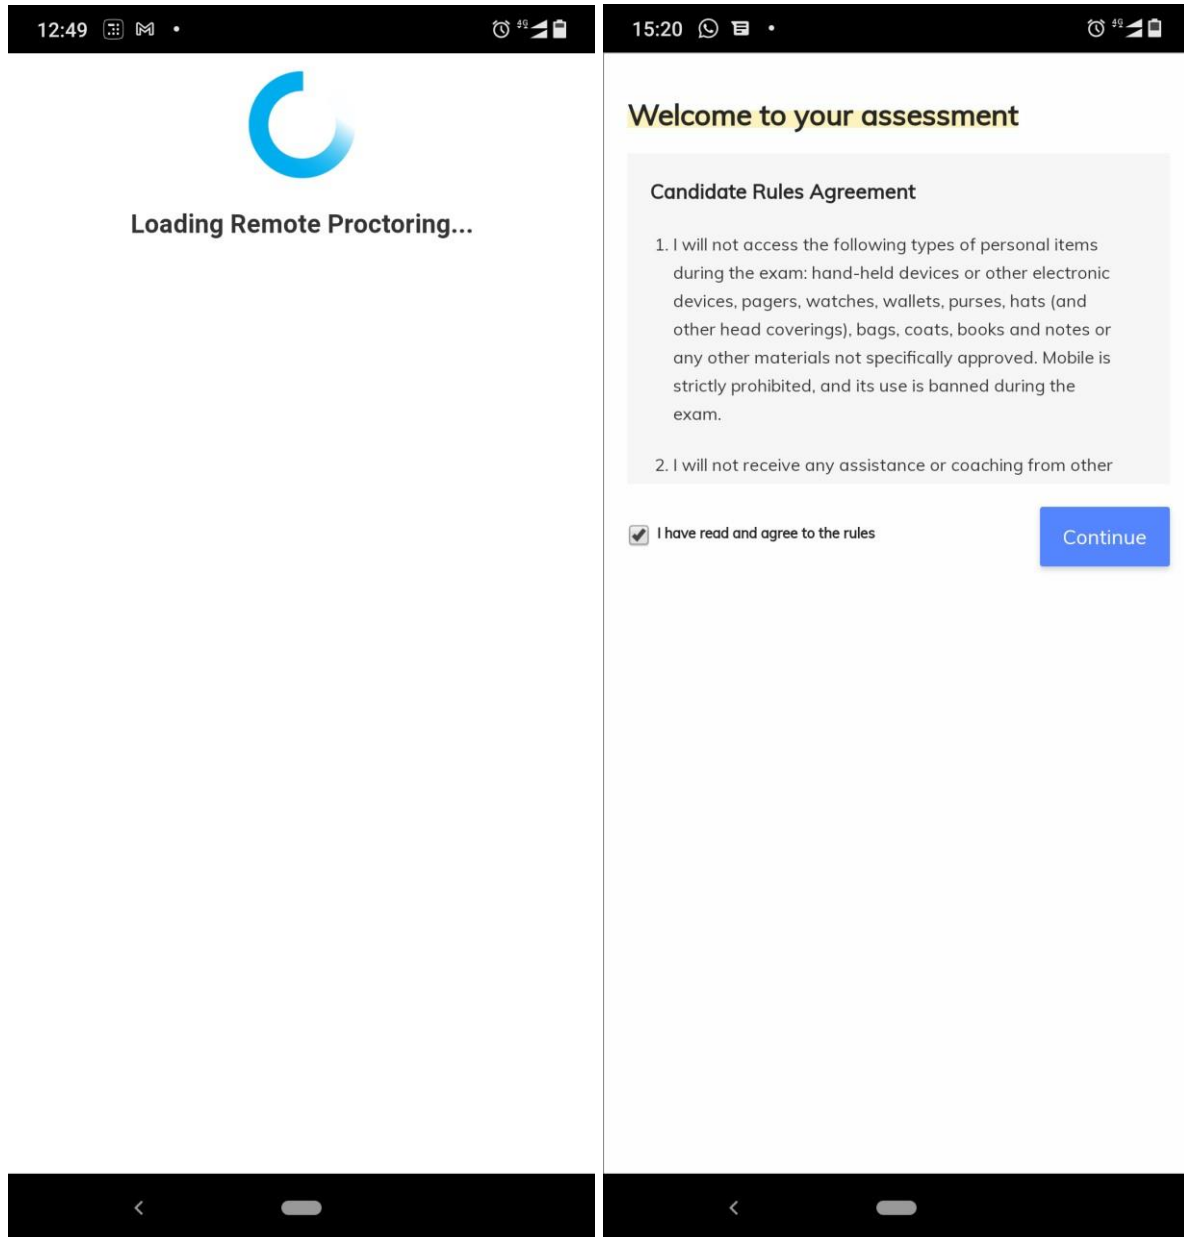 12:49
4G
Loading Remote Proctoring...
15:20
4G
Welcome to your assessment
Candidate Rules Agreement
1. I will not access the following types of personal items
during the exam: hand-held devices or other electronic
devices, pagers, watches, wallets, purses, hats (and
other head coverings), bags, coats, books and notes or
any other materials not specifically approved. Mobile is
strictly prohibited, and its use is banned during the
exam.
2. I will not receive any assistance or coaching from other
I have read and agree to the rules
Continue